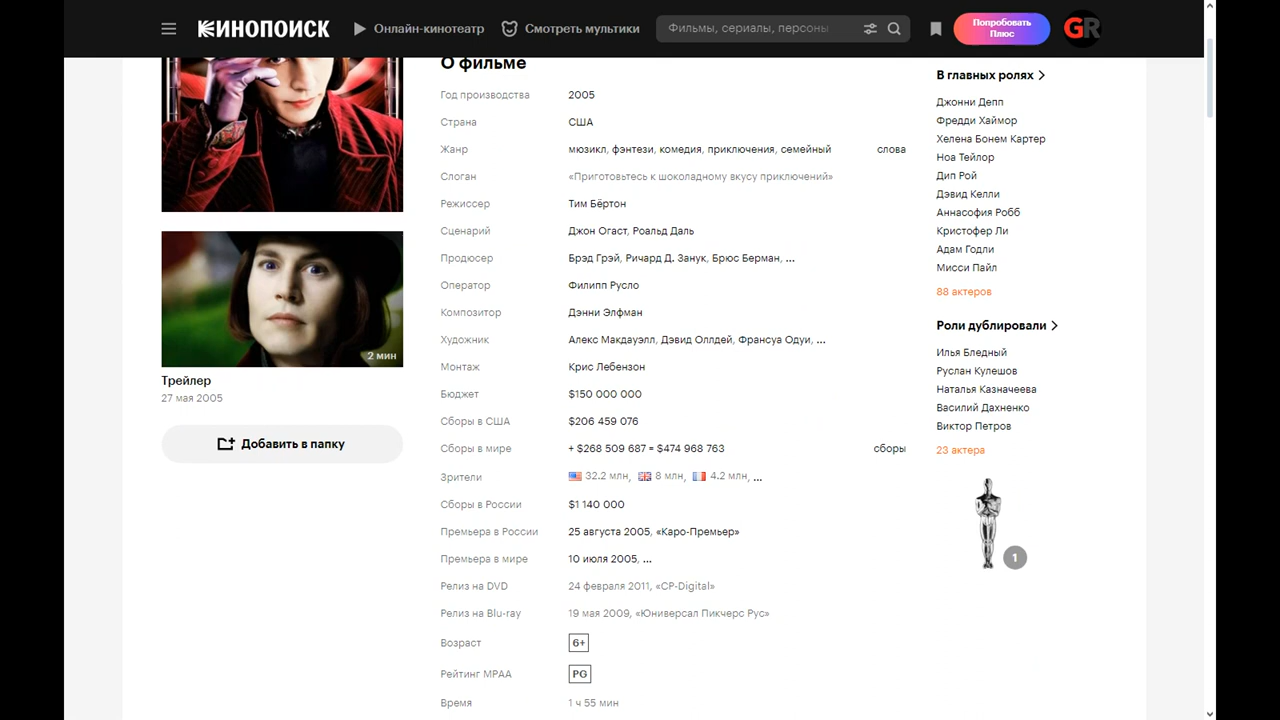 КИНОПОИСК Онлайн-кинотеатр Смотреть мультики Фильмы, сериалы, персоны Попробовать Плюс GR
О фильме
Год производства 2005
Страна США
Жанр мюзикл, фэнтези, комедия, приключения, семейный слова
Слоган «Приготовьтесь к шоколадному вкусу приключений»
Режиссер Тим Бёртон
Сценарий Джон Огаст, Роальд Даль
Продюсер Брэд Грэй, Ричард Д. Занук, Брюс Берман, ...
Оператор Филипп Русло
Композитор Дэнни Элфман
Художник Алекс Макдауэлл, Дэвид Оллдей, Франсуа Одуи, ...
Монтаж Крис Лебензон
Бюджет $150 000 000
Сборы в США $206 459 076
Сборы в мире + $268 509 687 = $474 968 763 сборы
Зрители 32.2 млн, 8 млн, 4.2 млн, ...
Сборы в России $1 140 000
Премьера в России 25 августа 2005, «Каро-Премьер»
Премьера в мире 10 июля 2005, ...
Релиз на DVD 24 февраля 2011, «CP-Digital»
Релиз на Blu-ray 19 мая 2009, «Юниверсал Пикчерс Рус»
Возраст 6+
Рейтинг MPAA PG
Время 1 ч 55 мин
2 мин
Трейлер
27 мая 2005
Добавить в папку
В главных ролях
Джонни Депп
Фредди Хаймор
Хелена Бонем Картер
Ноа Тейлор
Дип Рой
Дэвид Келли
Аннасофия Робб
Кристофер Ли
Адам Годли
Мисси Пайл
88 актеров
Роли дублировали
Илья Бледный
Руслан Кулешов
Наталья Казначеева
Василий Дахненко
Виктор Петров
23 актера
1